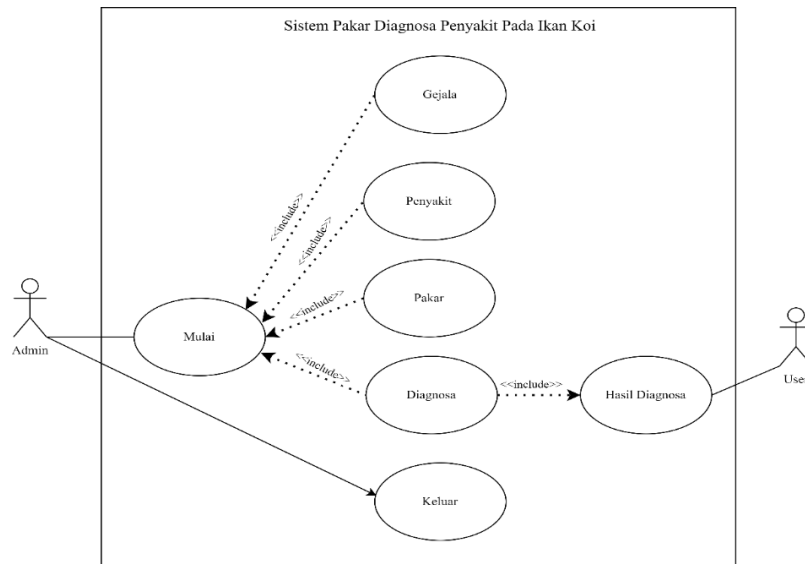 Sistem Pakar Diagnosa Penyakit Pada Ikan Koi
Gejala
<<include>>
Penyakit
<<include>>
Pakar
<<include>>
Mulai
Admin
<<include>>
Diagnosa
<<include>>
Hasil Diagnosa
User
Keluar